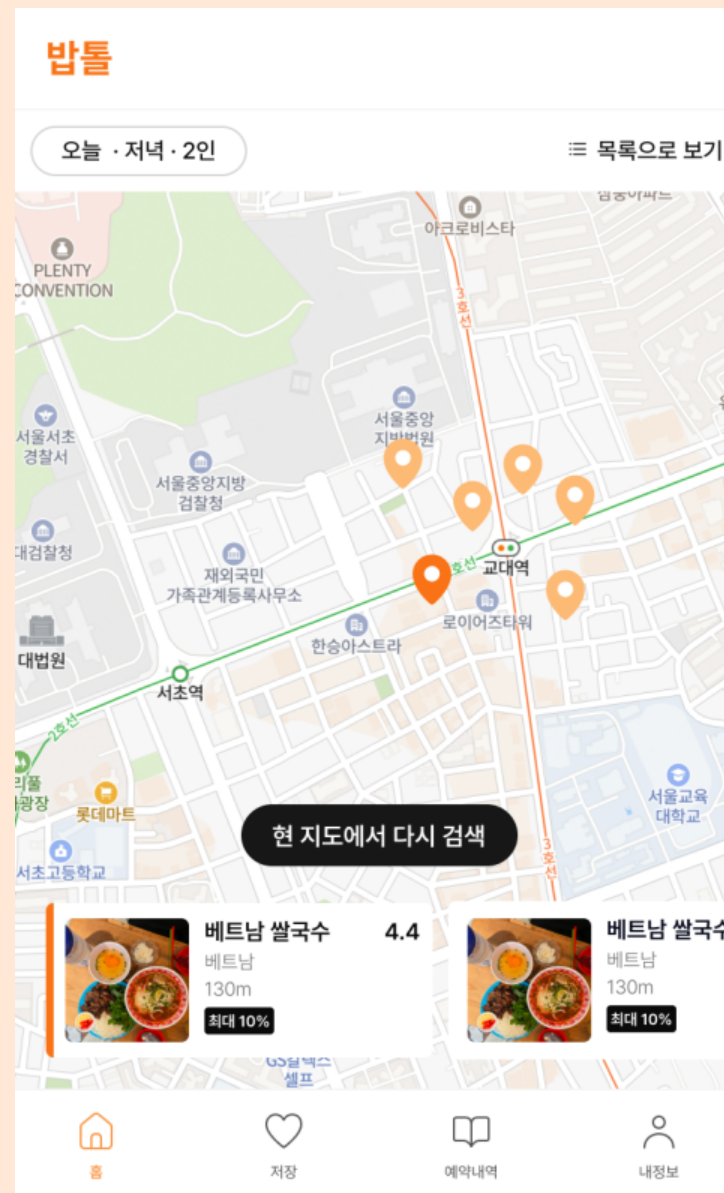 밥톨
오늘 · 저녁 · 2인
목록으로 보기
아크로비스타
PLENTY
CONVENTION
3호선
서울중앙
지방법원
서울서초
경찰서
서울중앙지방
검찰청
대검찰청
재외국민
가족관계등록사무소
2호선
교대역
로이어즈타워
한승아스트라
대법원
서초역
2호선
롯데마트
서울교육
대학교
서초고등학교
현 지도에서 다시 검색
3호선
베트남 쌀국수
4.4
베트남
130m
최대 10%
베트남 쌀국수
베트남
130m
최대 10%
셀프
홈
저장
예약내역
내정보